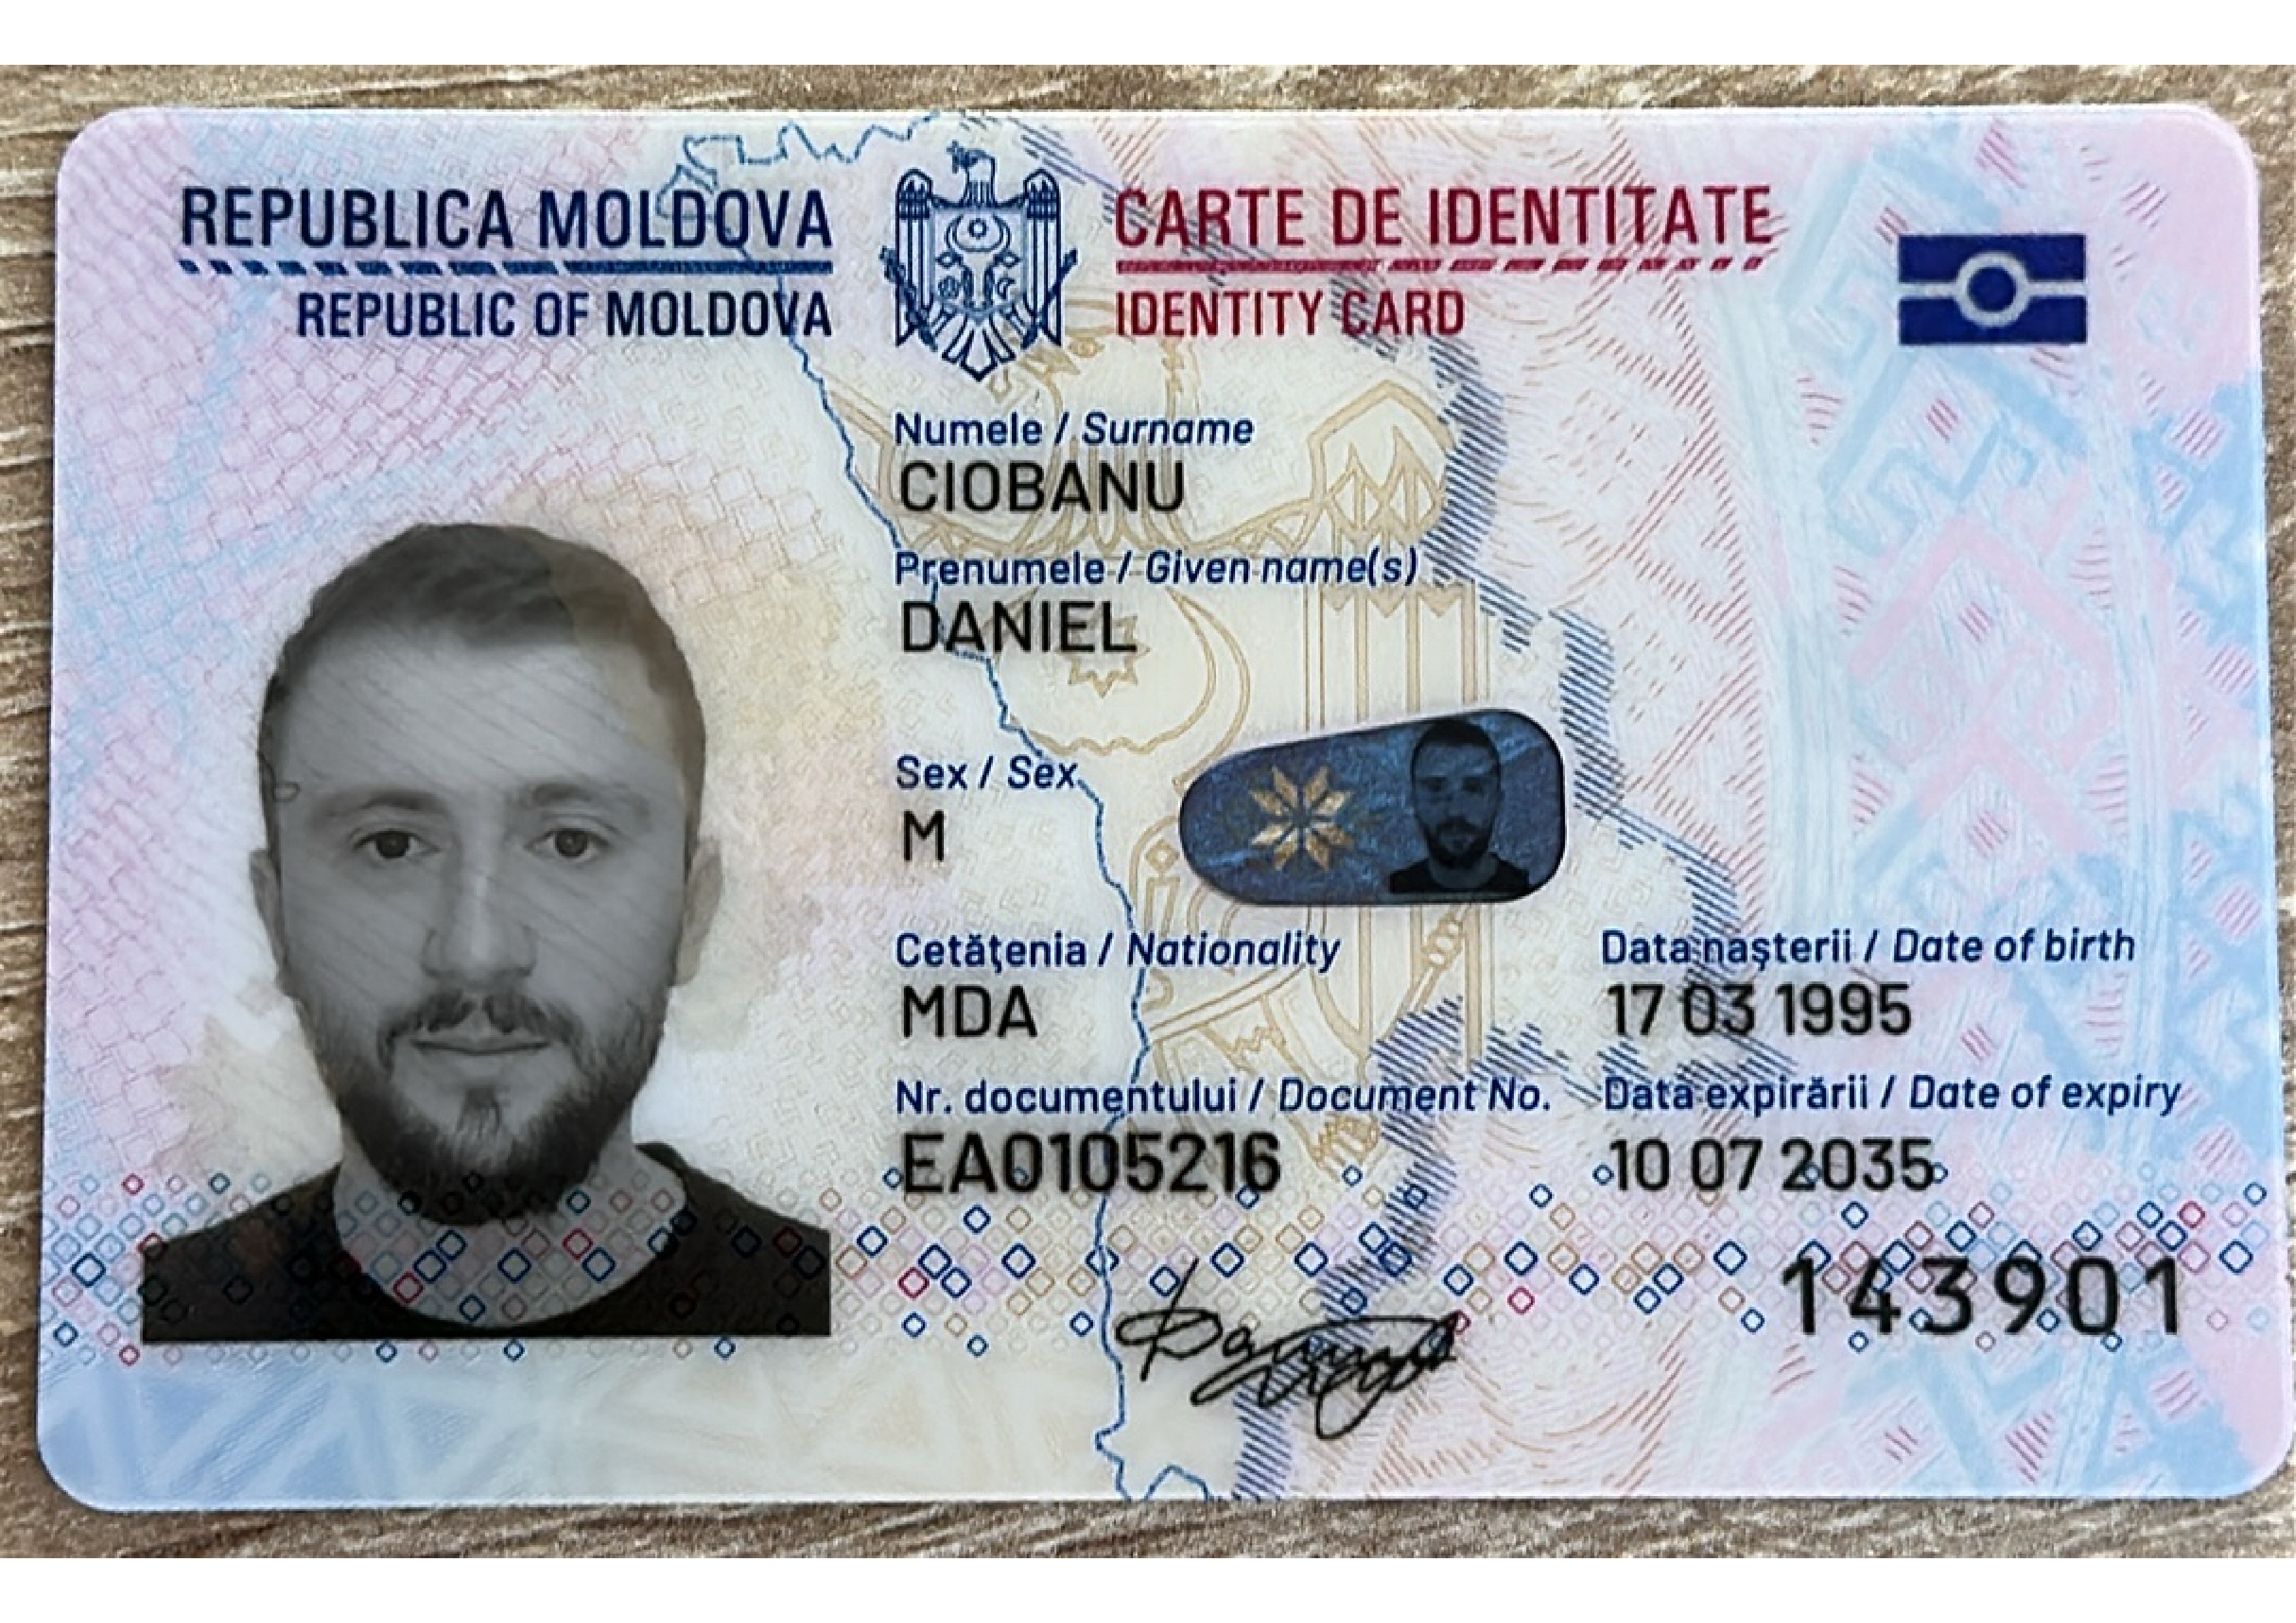 REPUBLICA MOLDOVA
REPUBLIC OF MOLDOVA
CARTE DE IDENTITATE
IDENTITY CARD
Numele / Surname
CIOBANU
Prenumele / Given name(s)
DANIEL
Sex / Sex
M
Cetățenia / Nationality
MDA
Data nașterii / Date of birth
17 03 1995
Nr. documentului / Document No.
EA0105216
Data expirării / Date of expiry
10 07 2035
143901